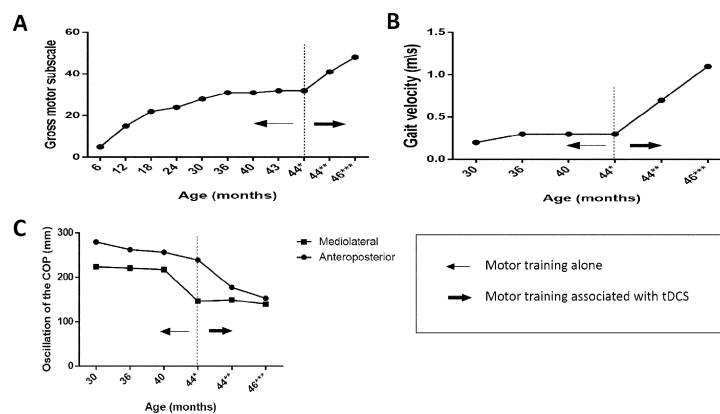 A
Gross motor subscale
60
40
20
0
6 12 18 24 30 36 40 43 44* 44** 46***
Age (months)
B
Gait velocity (m\s)
1.5
1.0
0.5
0.0
30 36 40 44* 44** 46***
Age (months)
C
Oscillation of the COP (mm)
300
200
100
0
30 36 40 44* 44** 46***
Age (months)
Mediolateral
Anteroposterior
Motor training alone
Motor training associated with tDCS